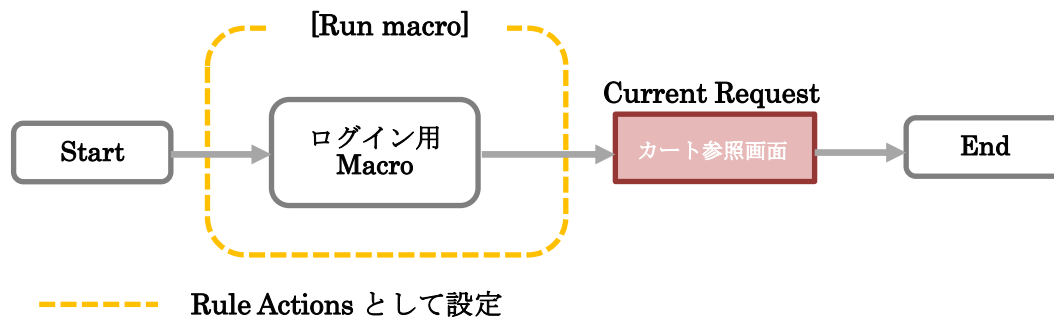 [Run macro]
Current Request
Start
ログイン用
Macro
カート参照画面
End
Rule Actions として設定